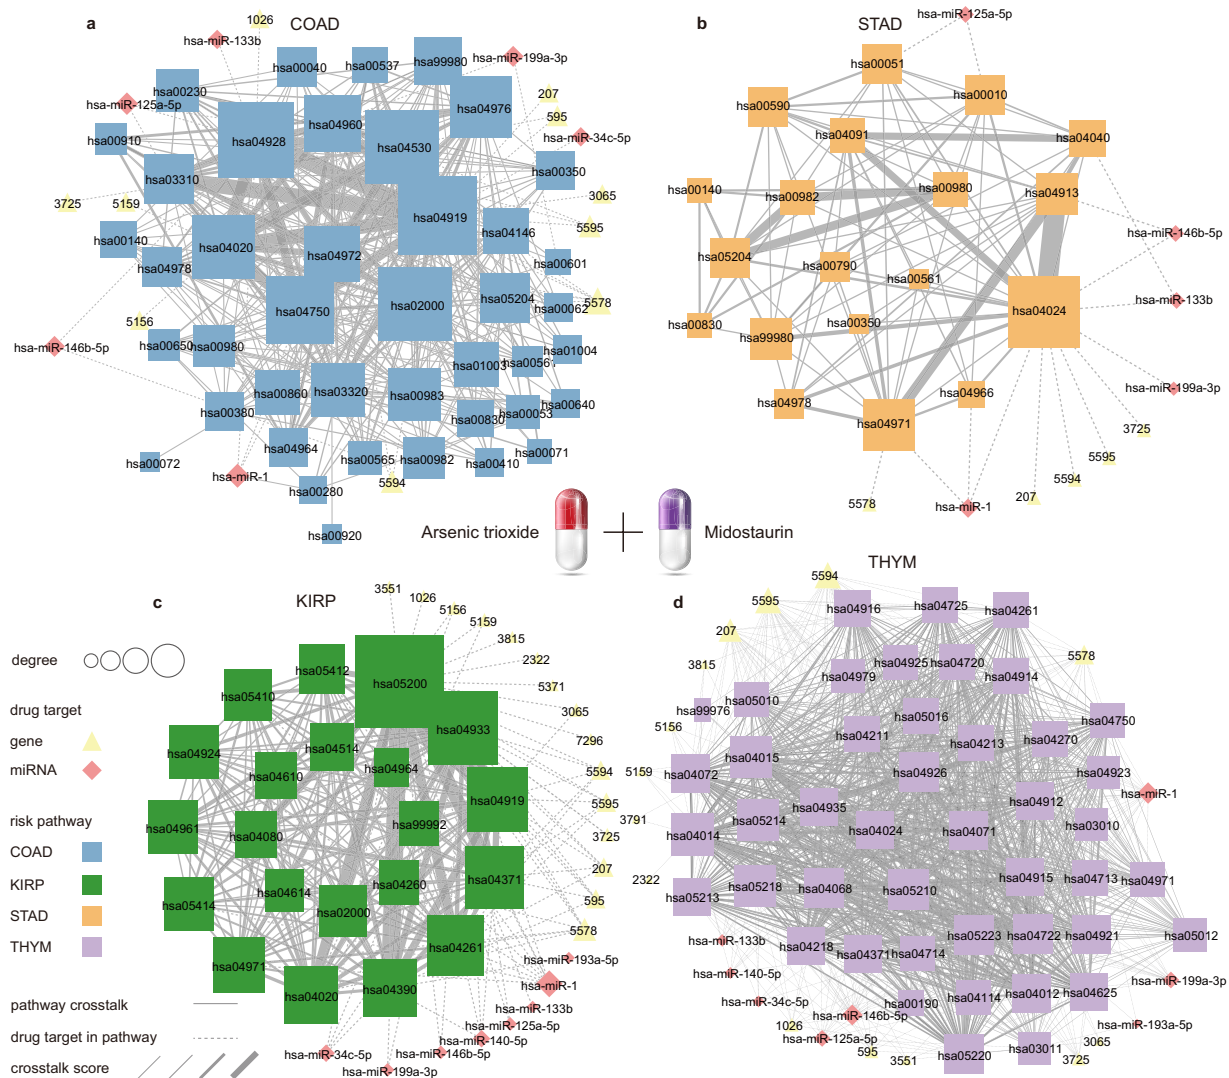 a
COAD
1026
hsa-miR-133b
hsa00040
hsa00537
hsa99980
hsa-miR-199a-3p
hsa00230
hsa-miR-125a-5p
hsa04976
207
hsa04960
595
hsa04928
hsa04530
hsa-miR-34c-5p
hsa00910
hsa03310
hsa00350
3725
5159
3065
hsa04919
hsa04146
5595
hsa00140
hsa04020
hsa04972
hsa04978
hsa00601
hsa04750
hsa02000
hsa05204
5578
hsa00062
5156
hsa-miR-146b-5p
hsa00650
hsa00980
hsa01004
hsa01003
hsa00561
hsa00860
hsa03320
hsa00983
hsa00380
hsa00830
hsa00053
hsa00640
hsa04964
hsa00071
hsa00072
hsa00565
hsa00982
hsa00410
hsa-miR-1
5594
hsa00280
hsa00920
b
STAD
hsa-miR-125a-5p
hsa00051
hsa00590
hsa00010
hsa04091
hsa04040
hsa00140
hsa00982
hsa00980
hsa04913
hsa-miR-146b-5p
hsa05204
hsa00790
hsa00561
hsa-miR-133b
hsa04024
hsa00830
hsa99980
hsa00350
hsa-miR-199a-3p
hsa04978
hsa04966
hsa04971
3725
5595
5594
5578
207
hsa-miR-1
Arsenic trioxide
Midostaurin
c
KIRP
3551
1026
5156
5159
3815
2322
5371
3065
7296
5594
5595
3725
207
595
5578
hsa05412
hsa05200
hsa05410
hsa04933
hsa04924
hsa04514
hsa04610
hsa04964
hsa04919
hsa04961
hsa04080
hsa99992
hsa04371
hsa04614
hsa04260
hsa05414
hsa02000
hsa04261
hsa04971
hsa04020
hsa04390
hsa-miR-193a-5p
hsa-miR-1
hsa-miR-133b
hsa-miR-125a-5p
hsa-miR-140-5p
hsa-miR-146b-5p
hsa-miR-34c-5p
hsa-miR-199a-3p
degree
drug target
gene
miRNA
risk pathway
COAD
KIRP
STAD
THYM
pathway crosstalk
drug target in pathway
crosstalk score
THYM
d
5594
5595
207
3815
5578
hsa04916
hsa04725
hsa04261
hsa04979
hsa04925
hsa04720
hsa04914
hsa99976
hsa05010
5156
hsa05016
hsa04750
hsa04211
hsa04213
hsa04270
5159
hsa04072
hsa04015
hsa04926
hsa04923
hsa-miR-1
3791
hsa04935
hsa04912
hsa04014
hsa05214
hsa04024
hsa04071
hsa03010
2322
hsa05213
hsa05218
hsa04068
hsa05210
hsa04915
hsa04713
hsa04971
hsa-miR-133b
hsa04218
hsa04371
hsa04714
hsa05223
hsa04722
hsa04921
hsa05012
hsa-miR-140-5p
hsa-miR-199a-3p
hsa-miR-34c-5p
hsa00190
hsa04114
hsa04012
hsa04625
hsa-miR-146b-5p
hsa-miR-193a-5p
1026
hsa-miR-125a-5p
595
3551
hsa05220
hsa03011
3065
3725